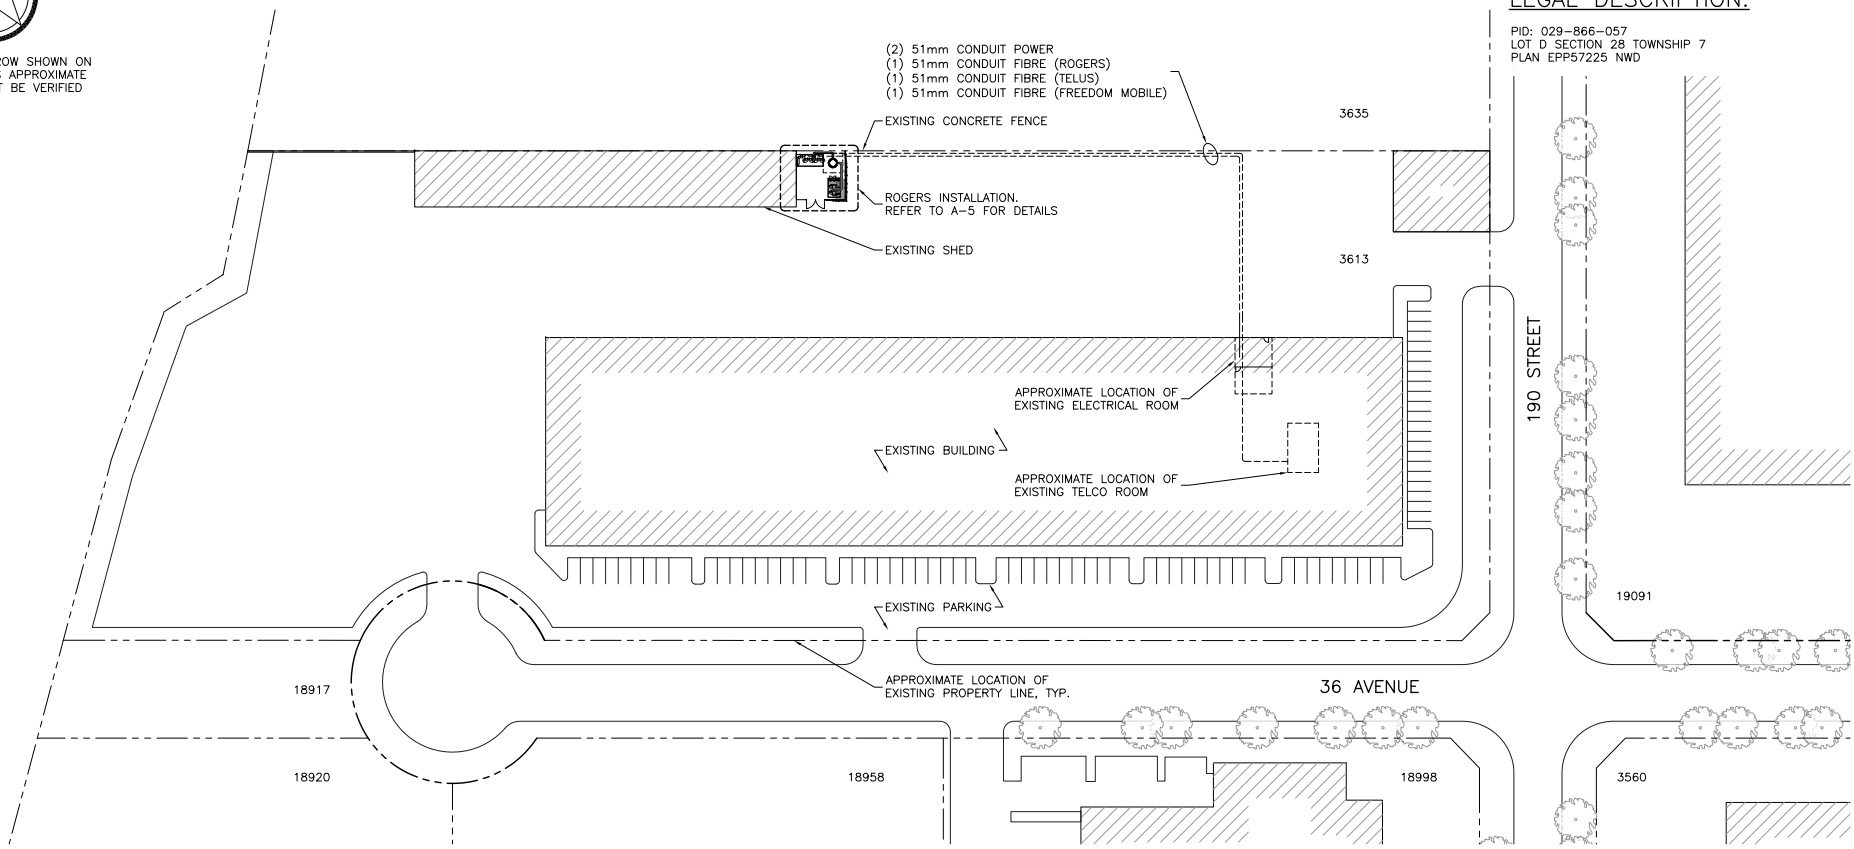 LEGAL DESCRIPTION:
PID: 029-866-057
LOT D SECTION 28 TOWNSHIP 7
PLAN EPP57225 NWD
ROW SHOWN ON
APPROXIMATE
BE VERIFIED
(2) 51mm CONDUIT POWER
(1) 51mm CONDUIT FIBRE (ROGERS)
(1) 51mm CONDUIT FIBRE (TELUS)
(1) 51mm CONDUIT FIBRE (FREEDOM MOBILE)
EXISTING CONCRETE FENCE
3635
ROGERS INSTALLATION.
REFER TO A-5 FOR DETAILS
EXISTING SHED
3613
190 STREET
APPROXIMATE LOCATION OF
EXISTING ELECTRICAL ROOM
EXISTING BUILDING
APPROXIMATE LOCATION OF
EXISTING TELCO ROOM
19091
EXISTING PARKING
APPROXIMATE LOCATION OF
EXISTING PROPERTY LINE, TYP.
18917
36 AVENUE
18920
18958
18998
3560